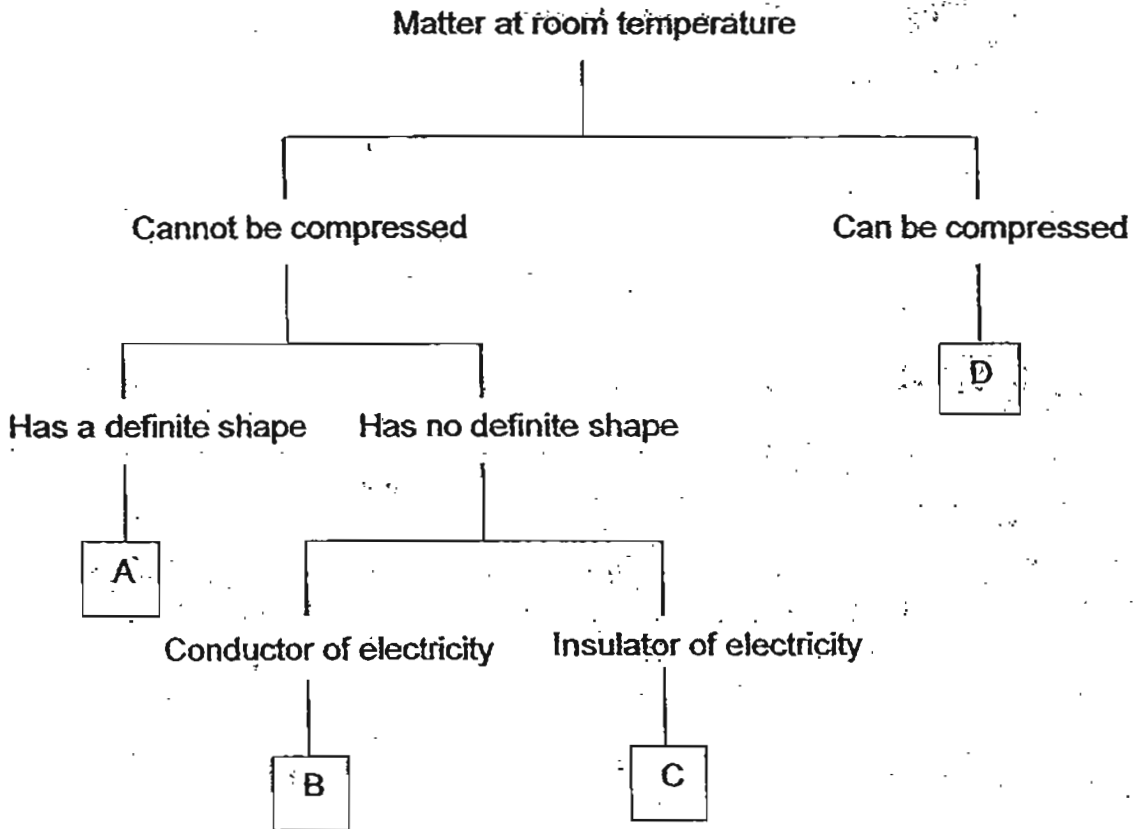 Matter at room temperature
Cannot be compressed
Can be compressed
D
Has a definite shape
Has no definite shape
A
Conductor of electricity
Insulator of electricity
B
C